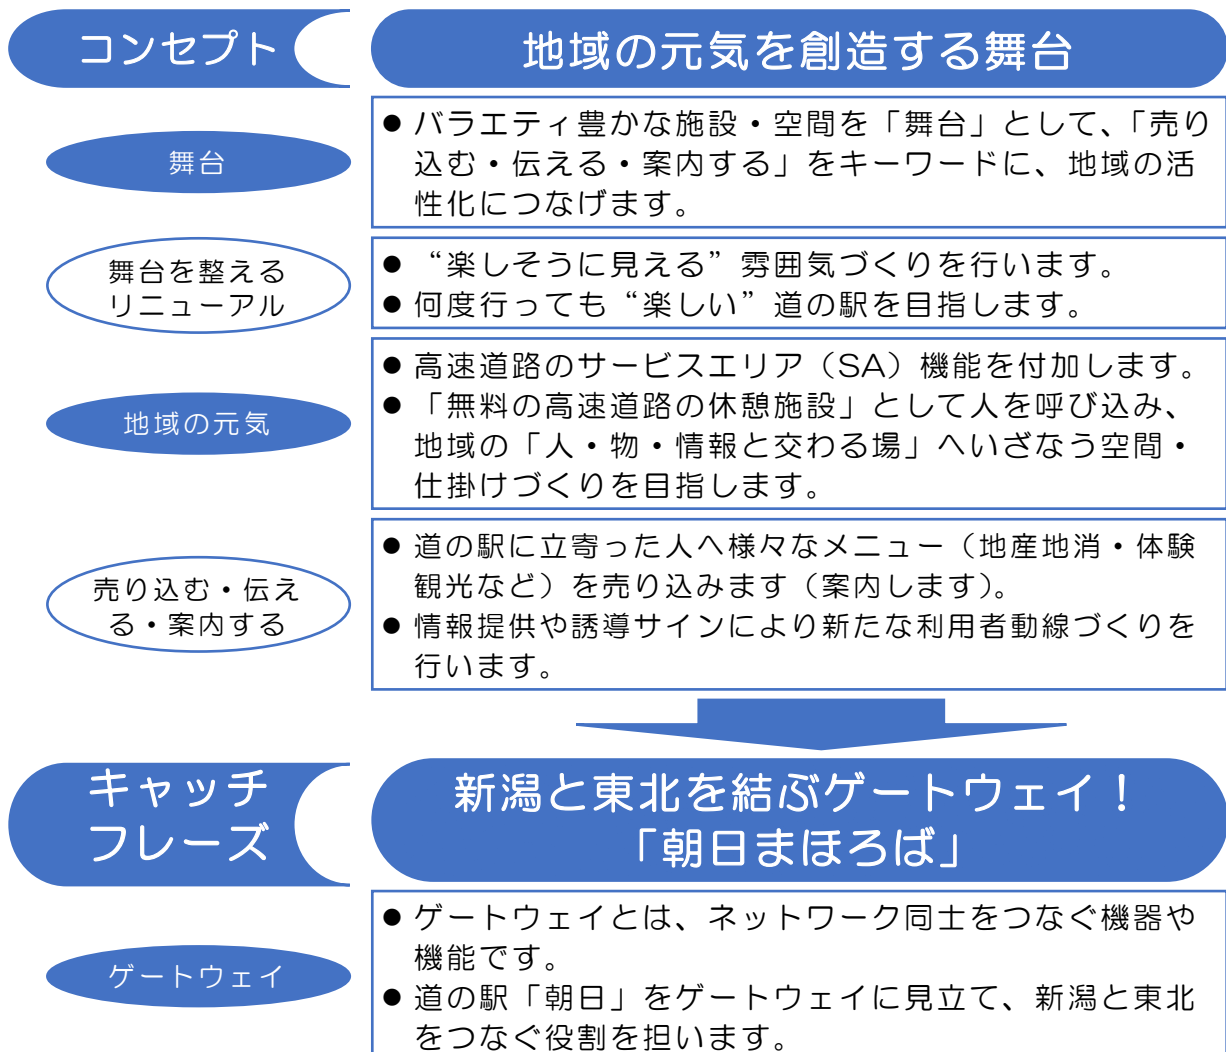 コンセプト
地域の元気を創造する舞台
舞台
● バラエティ豊かな施設・空間を「舞台」として、「売り
込む・伝える・案内する」をキーワードに、地域の活
性化につなげます。
舞台を整える
リニューアル
● “楽しそうに見える”雰囲気づくりを行います。
● 何度行っても“楽しい”道の駅を目指します。
地域の元気
● 高速道路のサービスエリア（SA）機能を付加します。
● 「無料の高速道路の休憩施設」として人を呼び込み、
地域の「人・物・情報と交わる場」へいざなう空間・
仕掛けづくりを目指します。
売り込む・伝え
る・案内する
● 道の駅に立寄った人へ様々なメニュー（地産地消・体験
観光など）を売り込みます（案内します）。
● 情報提供や誘導サインにより新たな利用者動線づくりを
行います。
キャッチ
フレーズ
新潟と東北を結ぶゲートウェイ！
「朝日まほろば」
ゲートウェイ
● ゲートウェイとは、ネットワーク同士をつなぐ機器や
機能です。
● 道の駅「朝日」をゲートウェイに見立て、新潟と東北
をつなぐ役割を担います。